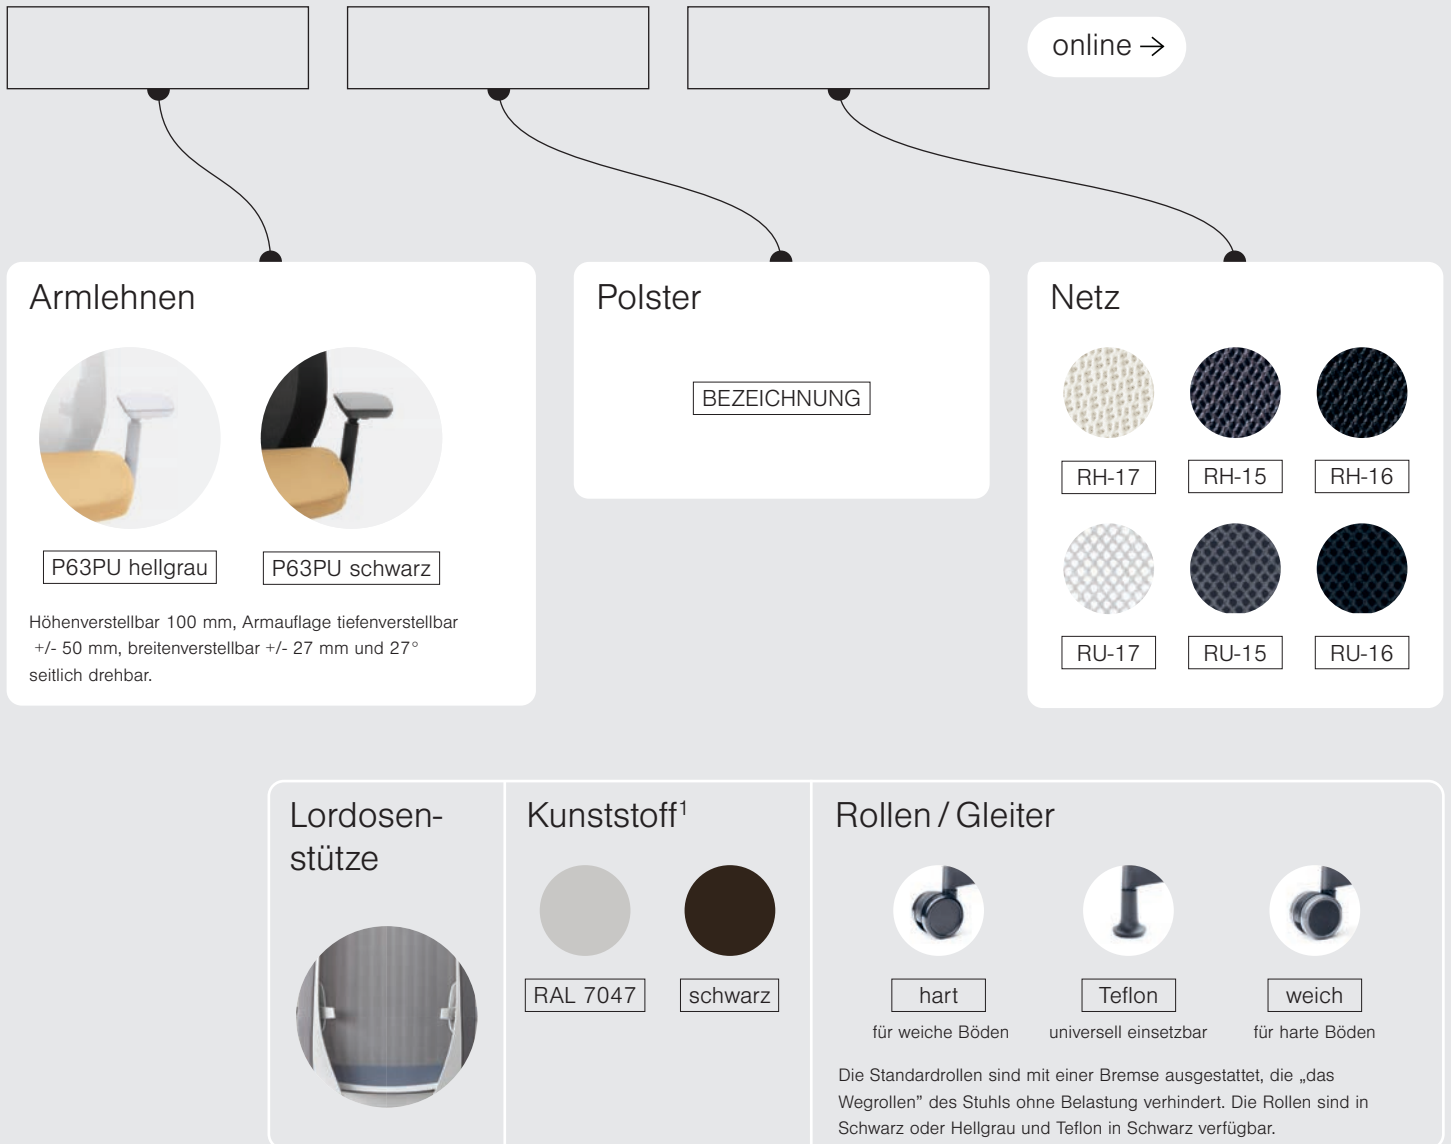 online →
Armlehnen
P63PU hellgrau
P63PU schwarz
Höhenverstellbar 100 mm, Armauflage tiefenverstellbar
+/- 50 mm, breitenverstellbar +/- 27 mm und 27°
seitlich drehbar.
Polster
BEZEICHNUNG
Netz
RH-17
RH-15
RH-16
RU-17
RU-15
RU-16
Lordosen-
stütze
Kunststoff¹
RAL 7047
schwarz
Rollen / Gleiter
hart
Teflon
weich
für weiche Böden
universell einsetzbar
für harte Böden
Die Standardrollen sind mit einer Bremse ausgestattet, die „das
Wegrollen” des Stuhls ohne Belastung verhindert. Die Rollen sind in
Schwarz oder Hellgrau und Teflon in Schwarz verfügbar.